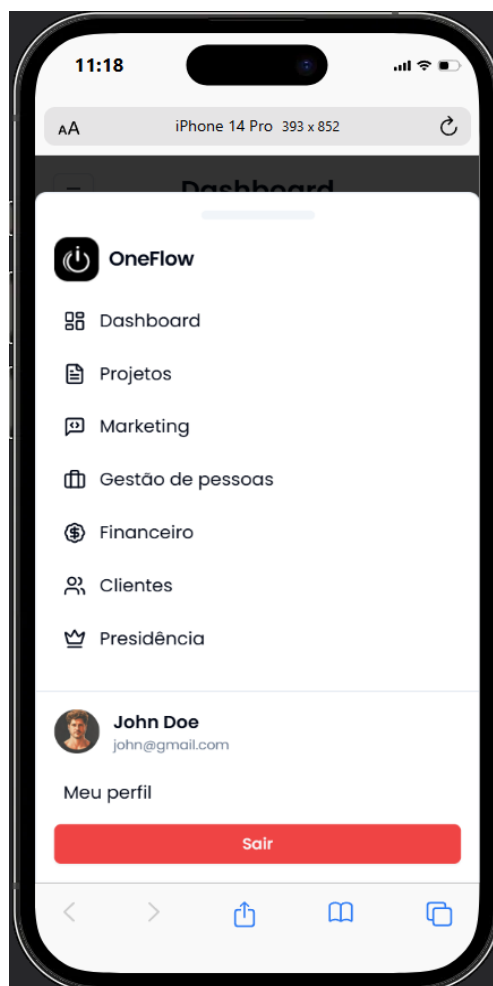 11:18
AA
iPhone 14 Pro 393 x 852
Dashboard
OneFlow
Dashboard
Projetos
Marketing
Gestão de pessoas
Financeiro
Clientes
Presidência
John Doe
john@gmail.com
Meu perfil
Sair